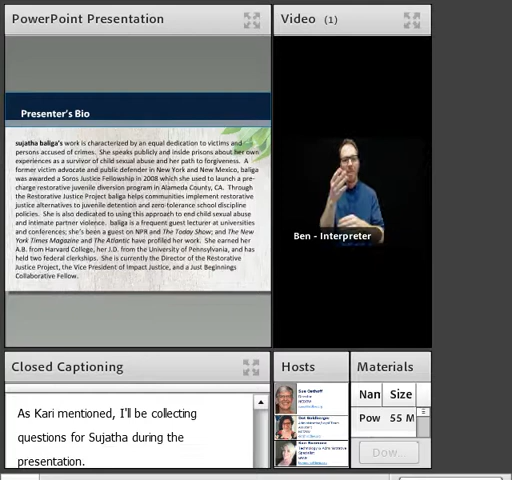 PowerPoint Presentation
Video (1)
Presenter's Bio
sujatha baliga's work is characterized by an equal dedication to victims and
persons accused of crimes. She speaks publicly and inside prisons about her own
experiences as a survivor of child sexual abuse and her path to forgiveness. A
former victim advocate and public defender in New York and New Mexico, baliga
was awarded a Soros Justice Fellowship in 2008 which she used to launch a pre-
charge restorative juvenile diversion program in Alameda County, CA. Through
the Restorative Justice Project baliga helps communities implement restorative
justice alternatives to juvenile detention and zero-tolerance school discipline
policies. She is also dedicated to using this approach to end child sexual abuse
and intimate partner violence. baliga is a frequent guest lecturer at universities
and conferences; she's been a guest on NPR and The Today Show; and The New
York Times Magazine and The Atlantic have profiled her work. She earned her
A.B. from Harvard College, her J.D. from the University of Pennsylvania, and has
held two federal clerkships. She is currently the Director of the Restorative
Justice Project, the Vice President of Impact Justice, and a Just Beginnings
Collaborative Fellow.
Ben - Interpreter
Closed Captioning
As Kari mentioned, I'll be collecting
questions for Sujatha during the
presentation.
Hosts
Materials
Nan Size
Pow 55 M
Dow...